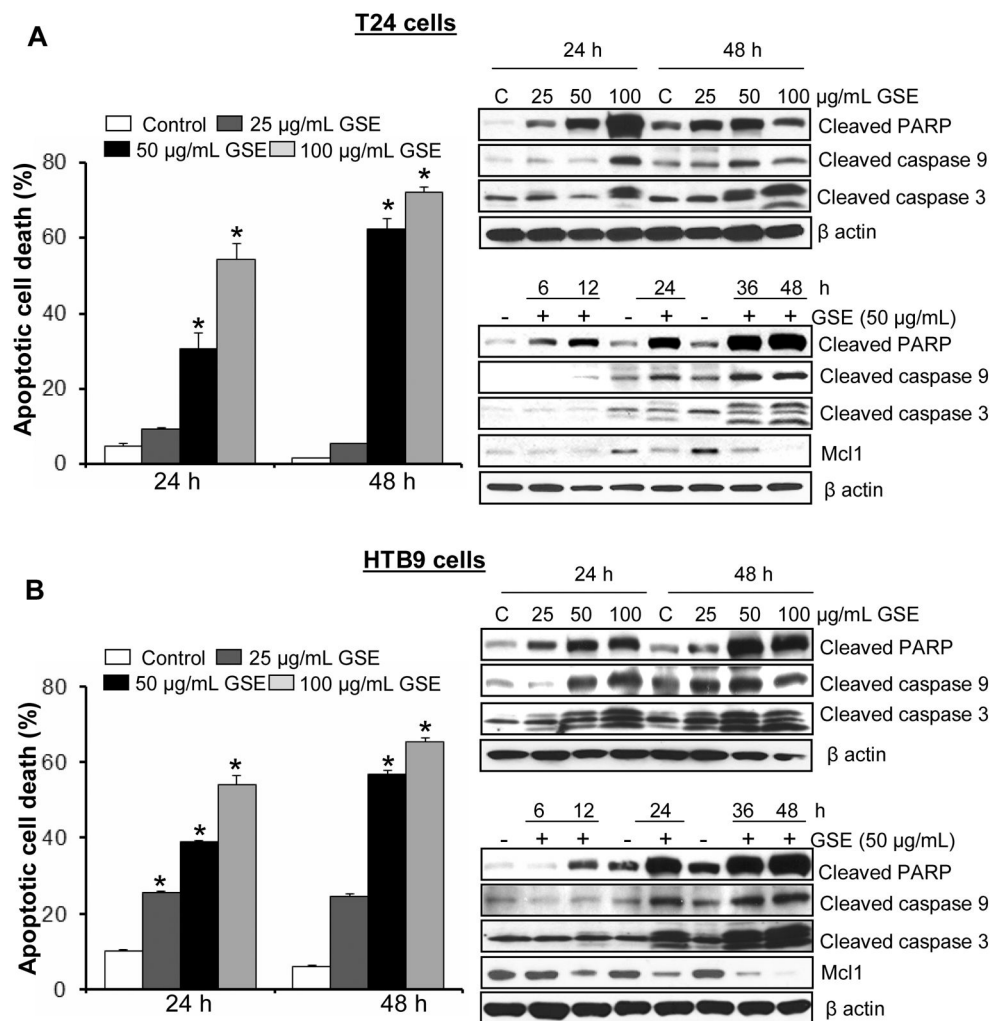 T24 cells
A
Control 25 µg/mL GSE
50 µg/mL GSE 100 µg/mL GSE
Apoptotic cell death (%)
80
60
40
20
0
* * * *
24 h 48 h
24 h 48 h
C 25 50 100 C 25 50 100 µg/mL GSE
Cleaved PARP
Cleaved caspase 9
Cleaved caspase 3
β actin
6 12 24 36 48 h
- + + - + - + + GSE (50 µg/mL)
Cleaved PARP
Cleaved caspase 9
Cleaved caspase 3
Mcl1
β actin
HTB9 cells
B
Control 25 µg/mL GSE
50 µg/mL GSE 100 µg/mL GSE
Apoptotic cell death (%)
80
60
40
20
0
* * * * *
24 h 48 h
24 h 48 h
C 25 50 100 C 25 50 100 µg/mL GSE
Cleaved PARP
Cleaved caspase 9
Cleaved caspase 3
β actin
6 12 24 36 48 h
- + + - + - + + GSE (50 µg/mL)
Cleaved PARP
Cleaved caspase 9
Cleaved caspase 3
Mcl1
β actin